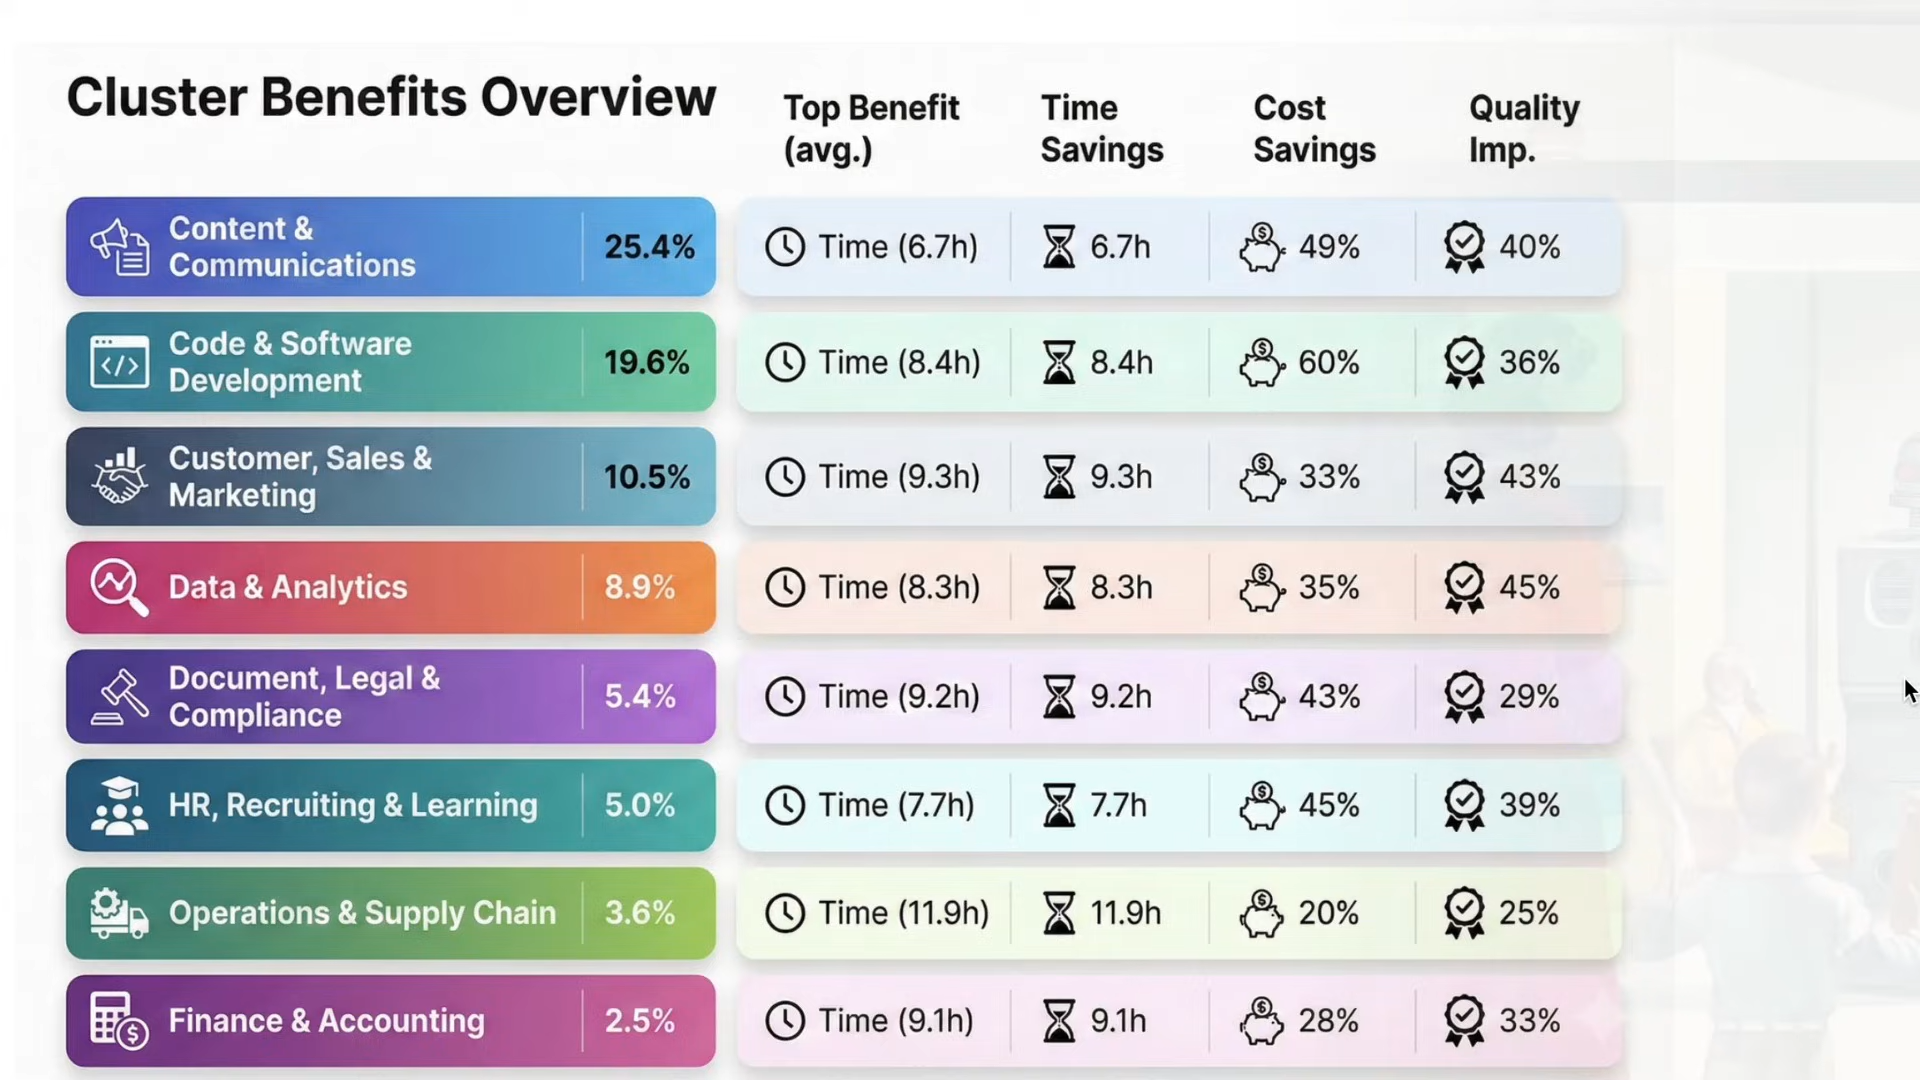 Cluster Benefits Overview
Top Benefit
(avg.)
Time
Savings
Cost
Savings
Quality
Imp.
Content &
Communications
25.4%
Time (6.7h)
6.7h
49%
40%
Code & Software
Development
19.6%
Time (8.4h)
8.4h
60%
36%
Customer, Sales &
Marketing
10.5%
Time (9.3h)
9.3h
33%
43%
Data & Analytics
8.9%
Time (8.3h)
8.3h
35%
45%
Document, Legal &
Compliance
5.4%
Time (9.2h)
9.2h
43%
29%
HR, Recruiting & Learning
5.0%
Time (7.7h)
7.7h
45%
39%
Operations & Supply Chain
3.6%
Time (11.9h)
11.9h
20%
25%
Finance & Accounting
2.5%
Time (9.1h)
9.1h
28%
33%